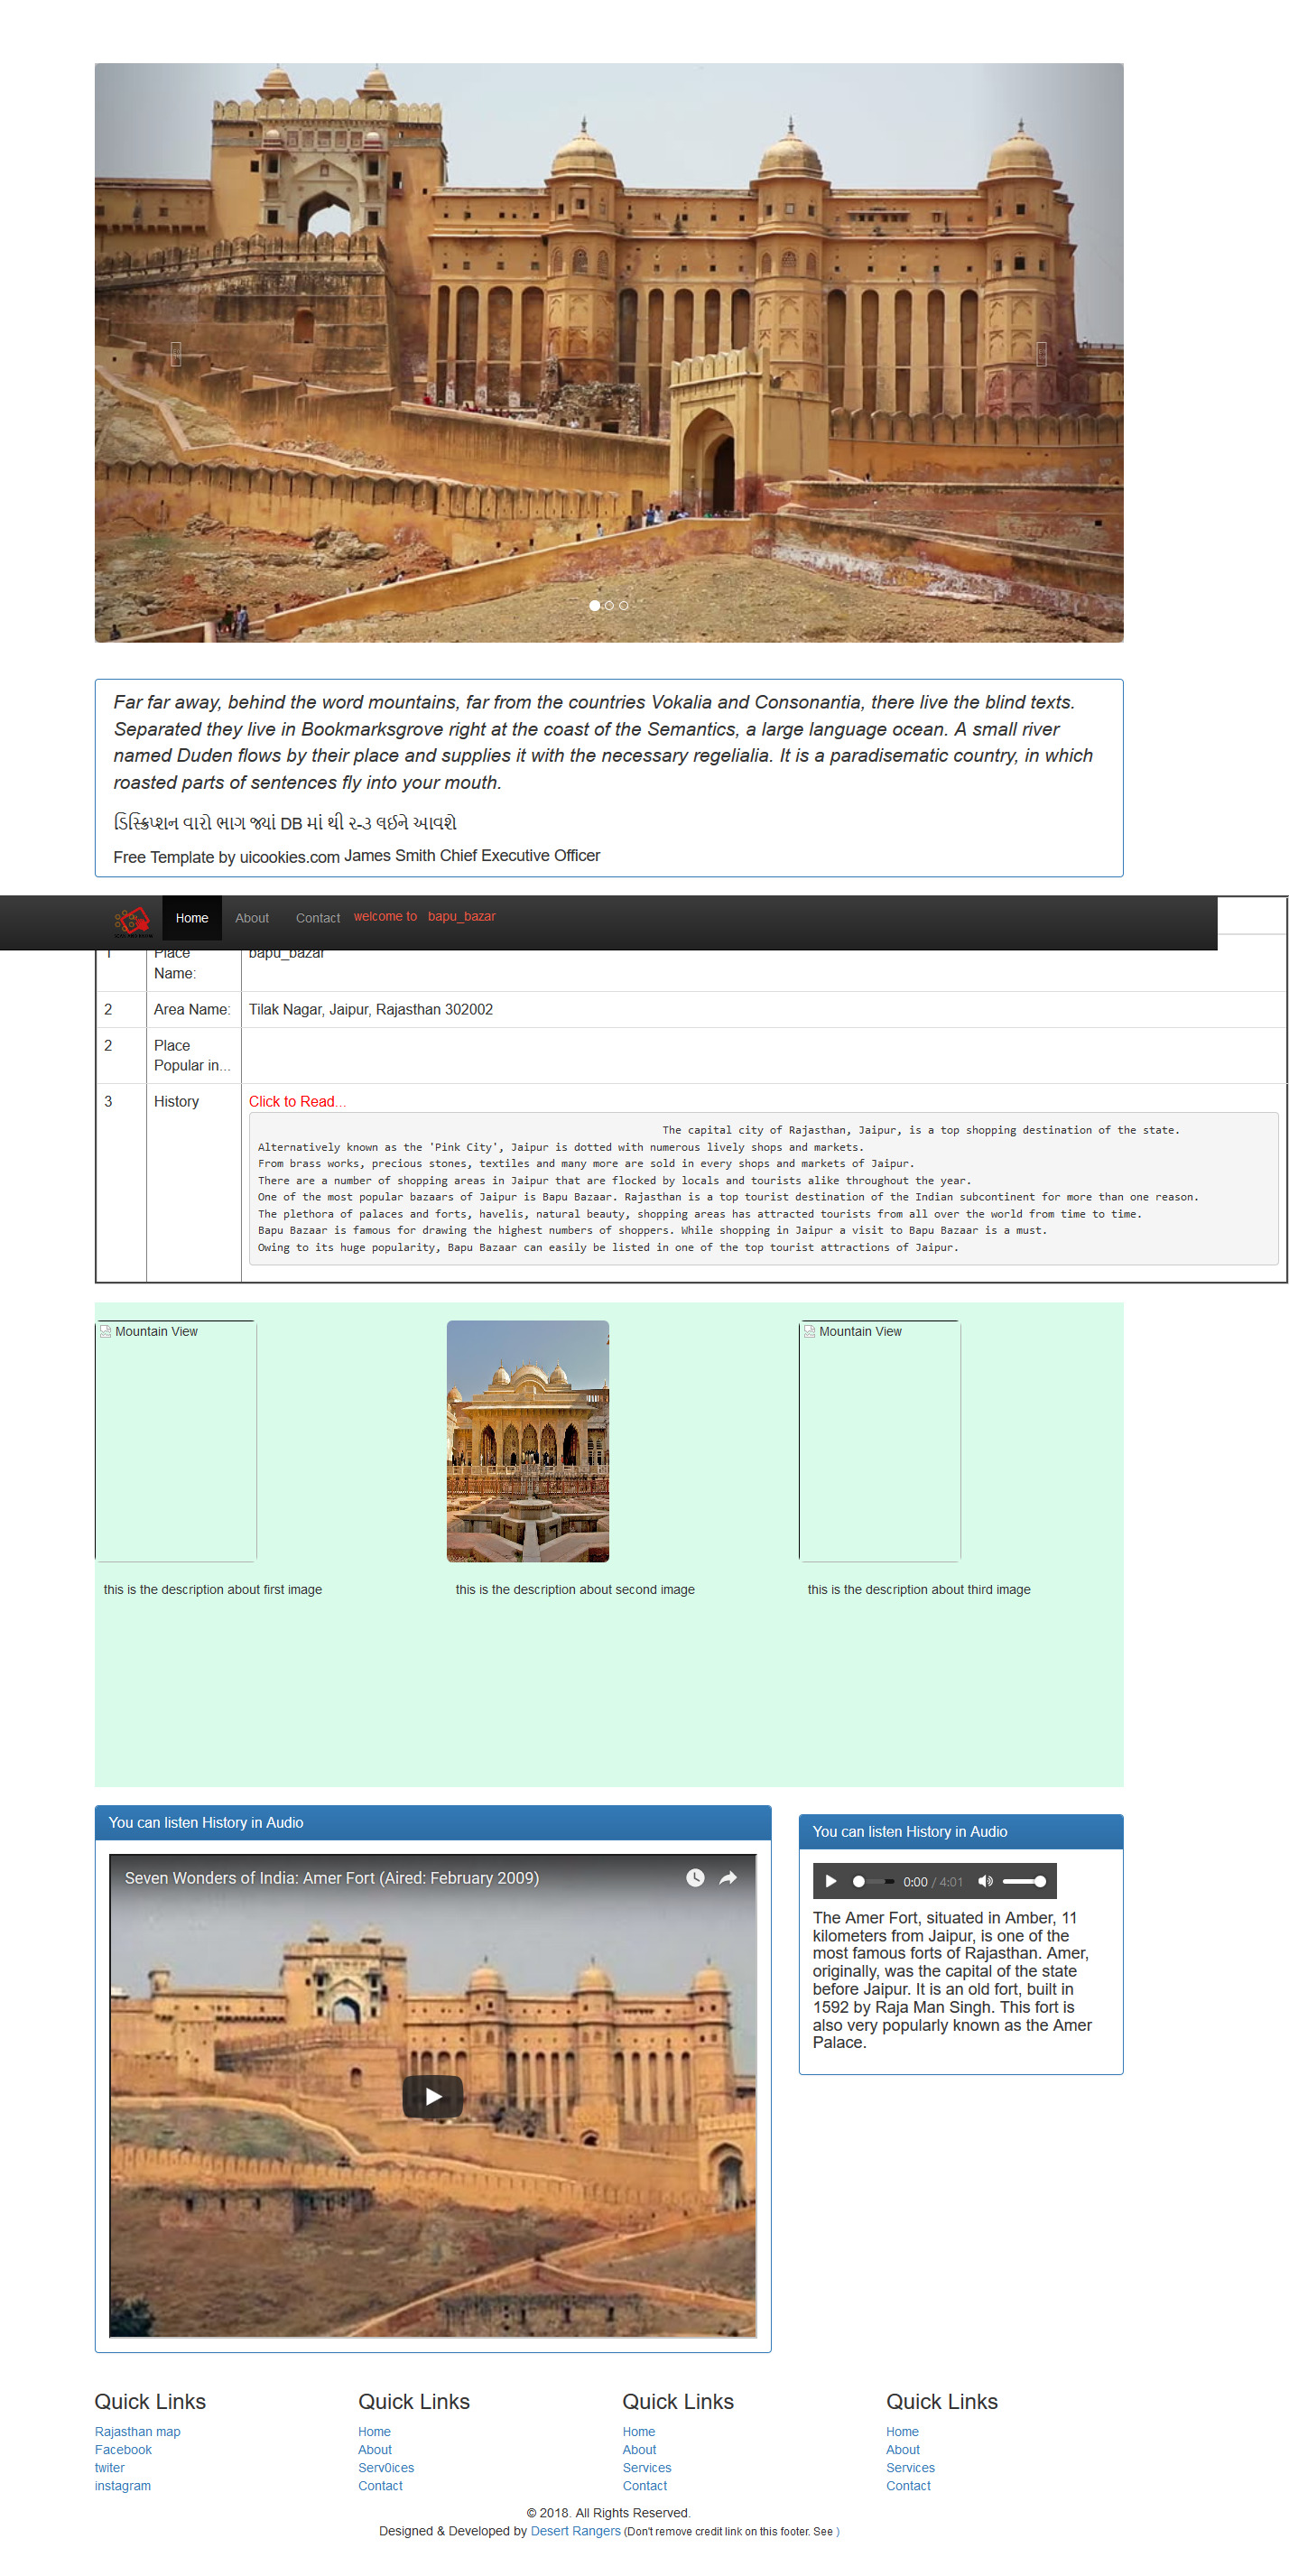 Far far away, behind the word mountains, far from the countries Vokalia and Consonantia, there live the blind texts.
Separated they live in Bookmarksgrove right at the coast of the Semantics, a large language ocean. A small river
named Duden flows by their place and supplies it with the necessary regelialia. It is a paradisematic country, in which
roasted parts of sentences fly into your mouth.
ડિસ્ક્રિપ્શન વારો ભાગ જ્યાં DB માં થી ૨-૩ લઈને આવશે
Free Template by uicookies.com James Smith Chief Executive Officer
Home About Contact welcome to bapu_bazar
1 Place Name: bapu_bazar
2 Area Name: Tilak Nagar, Jaipur, Rajasthan 302002
2 Place Popular in...
3 History Click to Read...
The capital city of Rajasthan, Jaipur, is a top shopping destination of the state.
Alternatively known as the 'Pink City', Jaipur is dotted with numerous lively shops and markets.
From brass works, precious stones, textiles and many more are sold in every shops and markets of Jaipur.
There are a number of shopping areas in Jaipur that are flocked by locals and tourists alike throughout the year.
One of the most popular bazaars of Jaipur is Bapu Bazaar. Rajasthan is a top tourist destination of the Indian subcontinent for more than one reason.
The plethora of palaces and forts, havelis, natural beauty, shopping areas has attracted tourists from all over the world from time to time.
Bapu Bazaar is famous for drawing the highest numbers of shoppers. While shopping in Jaipur a visit to Bapu Bazaar is a must.
Owing to its huge popularity, Bapu Bazaar can easily be listed in one of the top tourist attractions of Jaipur.
Mountain View Mountain View
this is the description about first image this is the description about second image this is the description about third image
You can listen History in Audio
Seven Wonders of India: Amer Fort (Aired: February 2009)
You can listen History in Audio
0:00 / 4:01
The Amer Fort, situated in Amber, 11
kilometers from Jaipur, is one of the
most famous forts of Rajasthan. Amer,
originally, was the capital of the state
before Jaipur. It is an old fort, built in
1592 by Raja Man Singh. This fort is
also very popularly known as the Amer
Palace.
Quick Links Quick Links Quick Links Quick Links
Rajasthan map Home Home Home
Facebook About About About
twiter Serv0ices Services Services
instagram Contact Contact Contact
© 2018. All Rights Reserved.
Designed & Developed by Desert Rangers (Don't remove credit link on this footer. See )